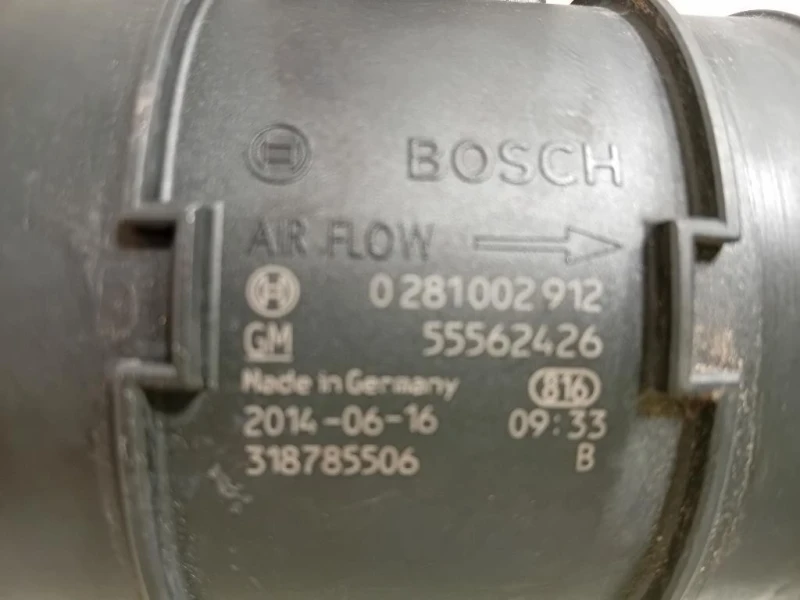 BOSCH
AIR FLOW
0 281 002 912
GM 55562426
Made in Germany 816
2014-06-16 09:33
318785506 B